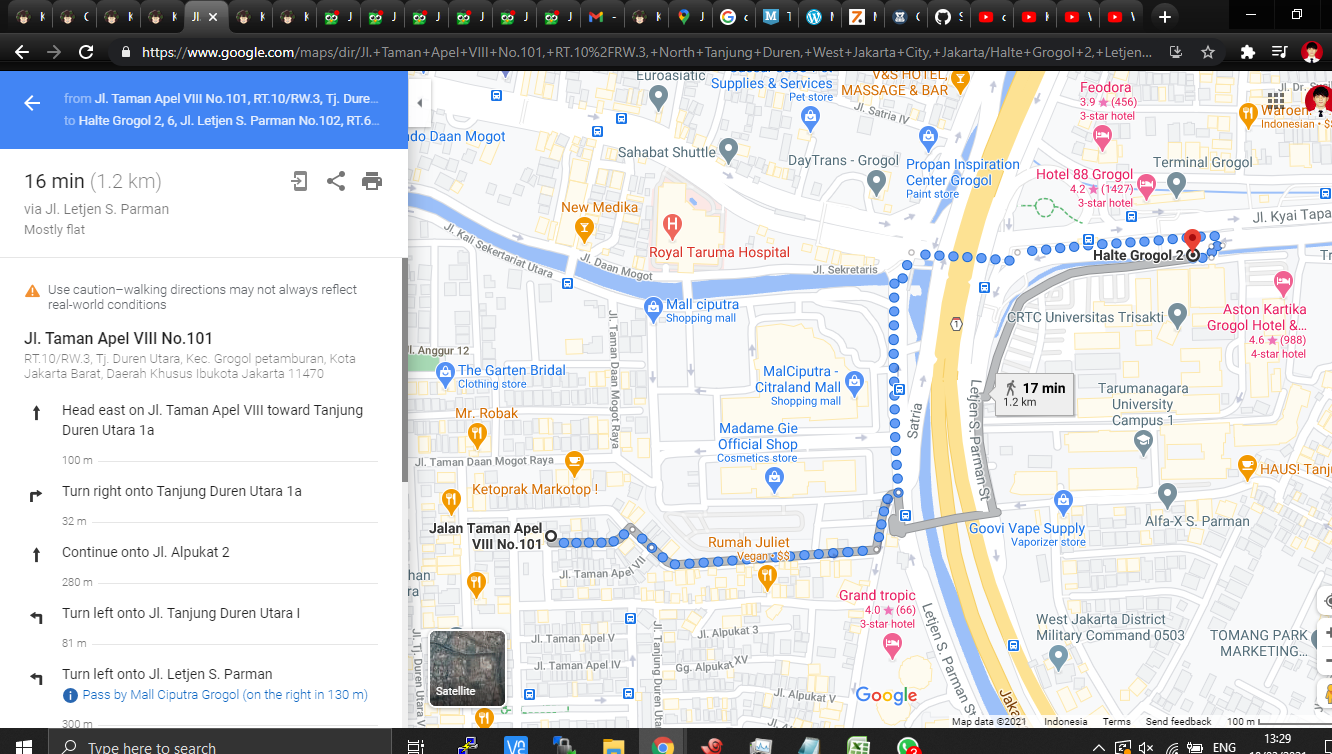 Jl.
https://www.google.com/maps/dir/Jl.+Taman+Apel+VIII+No.101,+RT.10%2FRW.3,+North+Tanjung+Duren,+West+Jakarta+City,+Jakarta/Halte+Grogol+2,+Letjen...
from Jl. Taman Apel VIII No.101, RT.10/RW.3, Tj. Dure...
to Halte Grogol 2, 6, Jl. Letjen S. Parman No.102, RT.6...
16 min (1.2 km)
via Jl. Letjen S. Parman
Mostly flat
Use caution–walking directions may not always reflect
real-world conditions
Jl. Taman Apel VIII No.101
RT.10/RW.3, Tj. Duren Utara, Kec. Grogol petamburan, Kota
Jakarta Barat, Daerah Khusus Ibukota Jakarta 11470
Head east on Jl. Taman Apel VIII toward Tanjung
Duren Utara 1a
100 m
Turn right onto Tanjung Duren Utara 1a
32 m
Continue onto Jl. Alpukat 2
280 m
Turn left onto Jl. Tanjung Duren Utara I
81 m
Turn left onto Jl. Letjen S. Parman
Pass by Mall Ciputra Grogol (on the right in 130 m)
300 m
Euroasiatic
Supplies & Services
Pet store
V&S HOTEL,
MASSAGE & BAR
Feodora
3.9 ★ (456)
3-star hotel
Waroen
Indonesian • $
ndo Daan Mogot
Jl. Satria IV
Sahabat Shuttle
DayTrans - Grogol
Propan Inspiration
Center Grogol
Paint store
Terminal Grogol
Hotel 88 Grogol
4.2 ★ (1427)
3-star hotel
New Medika
Jl. Kyai Tapa
Royal Taruma Hospital
Jl. Kali Sekertariat Utara
Jl. Daan Mogot
Jl. Sekretaris
Halte Grogol 2
Mall ciputra
Shopping mall
CRTC Universitas Trisakti
Aston Kartika
Grogol Hotel &...
4.6 ★ (988)
4-star hotel
Jl. Anggur 12
Jl. Taman Daan Mogot Raya
The Garten Bridal
Clothing store
MalCiputra -
Citraland Mall
Shopping mall
17 min
1.2 km
Letjen S. Parman St
Satria
Tarumanagara
University
Campus 1
Mr. Robak
Madame Gie
Official Shop
Cosmetics store
Jl. Taman Daan Mogot Raya
Ketoprak Markotop !
HAUS! Tanj
Jalan Taman Apel
VIII No.101
Goovi Vape Supply
Vaporizer store
Alfa-X S. Parman
Rumah Juliet
Vegan • $$
Jl. Taman Apel VII
Grand tropic
4.0 ★ (66)
3-star hotel
Letjen S. Parman
West Jakarta District
Military Command 0503
TOMANG PARK
MARKETING...
Jl. Taman Apel V
Jl. Alpukat 3
Jl. Taman Apel IV
Gg. Alpukat XV
Jl. Alpukat V
Satellite
Google
Map data ©2021
Indonesia
Terms
Send feedback
100 m
Type here to search
ENG
13:29